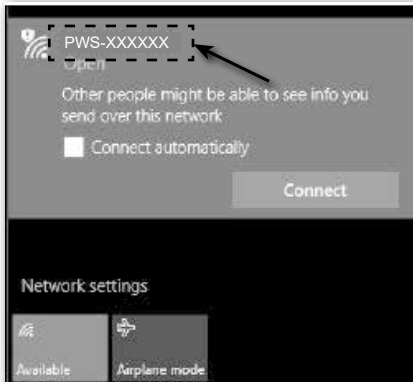 PWS-XXXXXX
Open
Other people might be able to see info you
send over this network
Connect automatically
Connect
Network settings
Available
Airplane mode